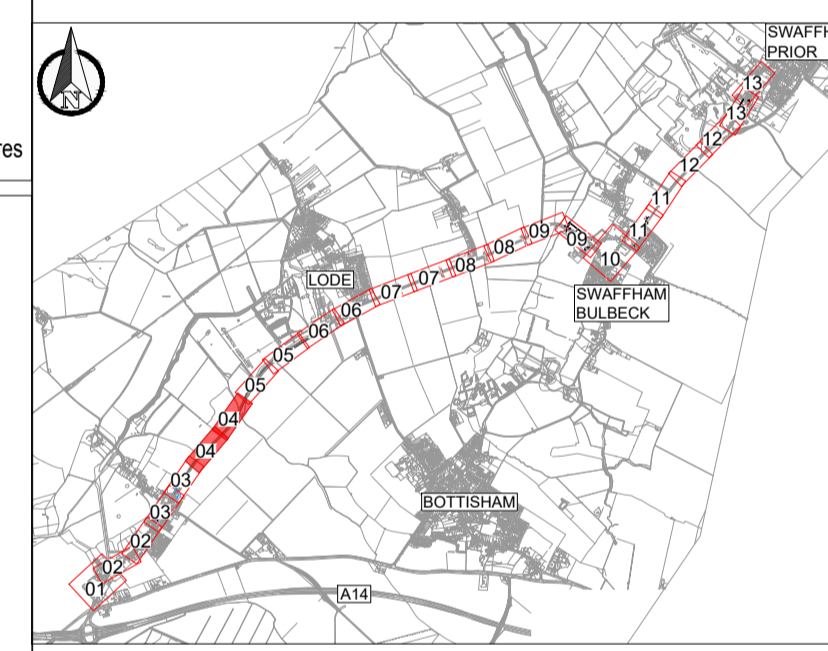 SWAFFH
PRIOR
N
res
13
13
12
12
11
11
09
09
10
08
08
07
07
LODE
06
06
SWAFFHAM
BULBECK
05
05
04
04
03
BOTTISHAM
03
02
02
01
A14